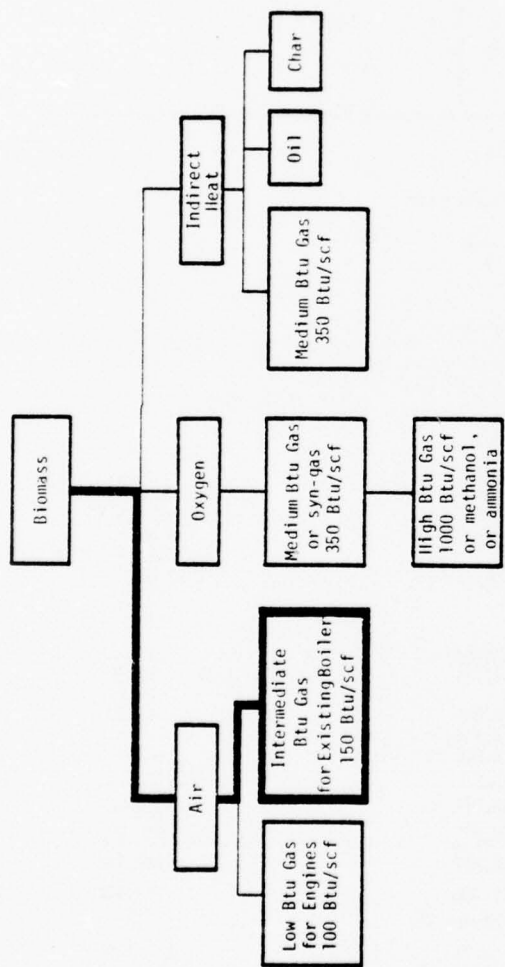 Biomass
Air
Oxygen
Indirect
Heat
Low Btu Gas
for Engines
100 Btu/scf
Intermediate
Btu Gas
for Existing Boiler
150 Btu/scf
Medium Btu Gas
or syn-gas
350 Btu/scf
Medium Btu Gas
350 Btu/scf
Oil
Char
High Btu Gas
1000 Btu/scf
or methanol,
or ammonia